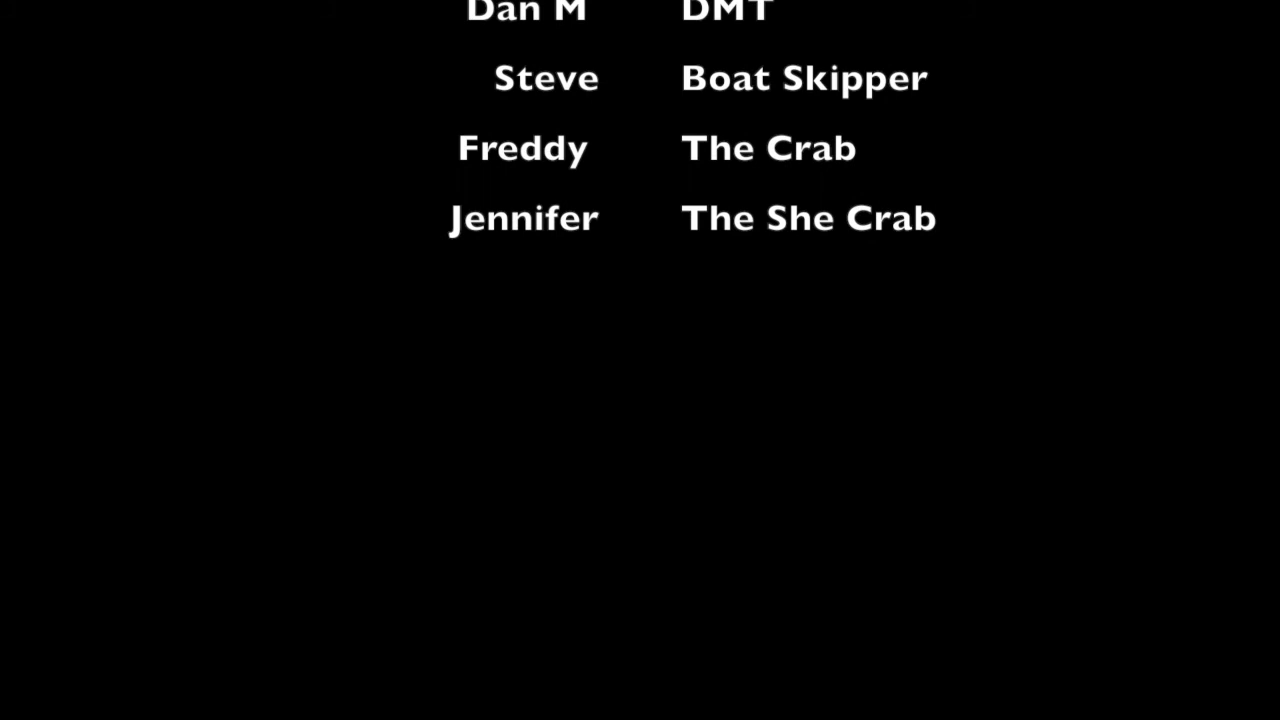 Dan M DMT
Steve Boat Skipper
Freddy The Crab
Jennifer The She Crab